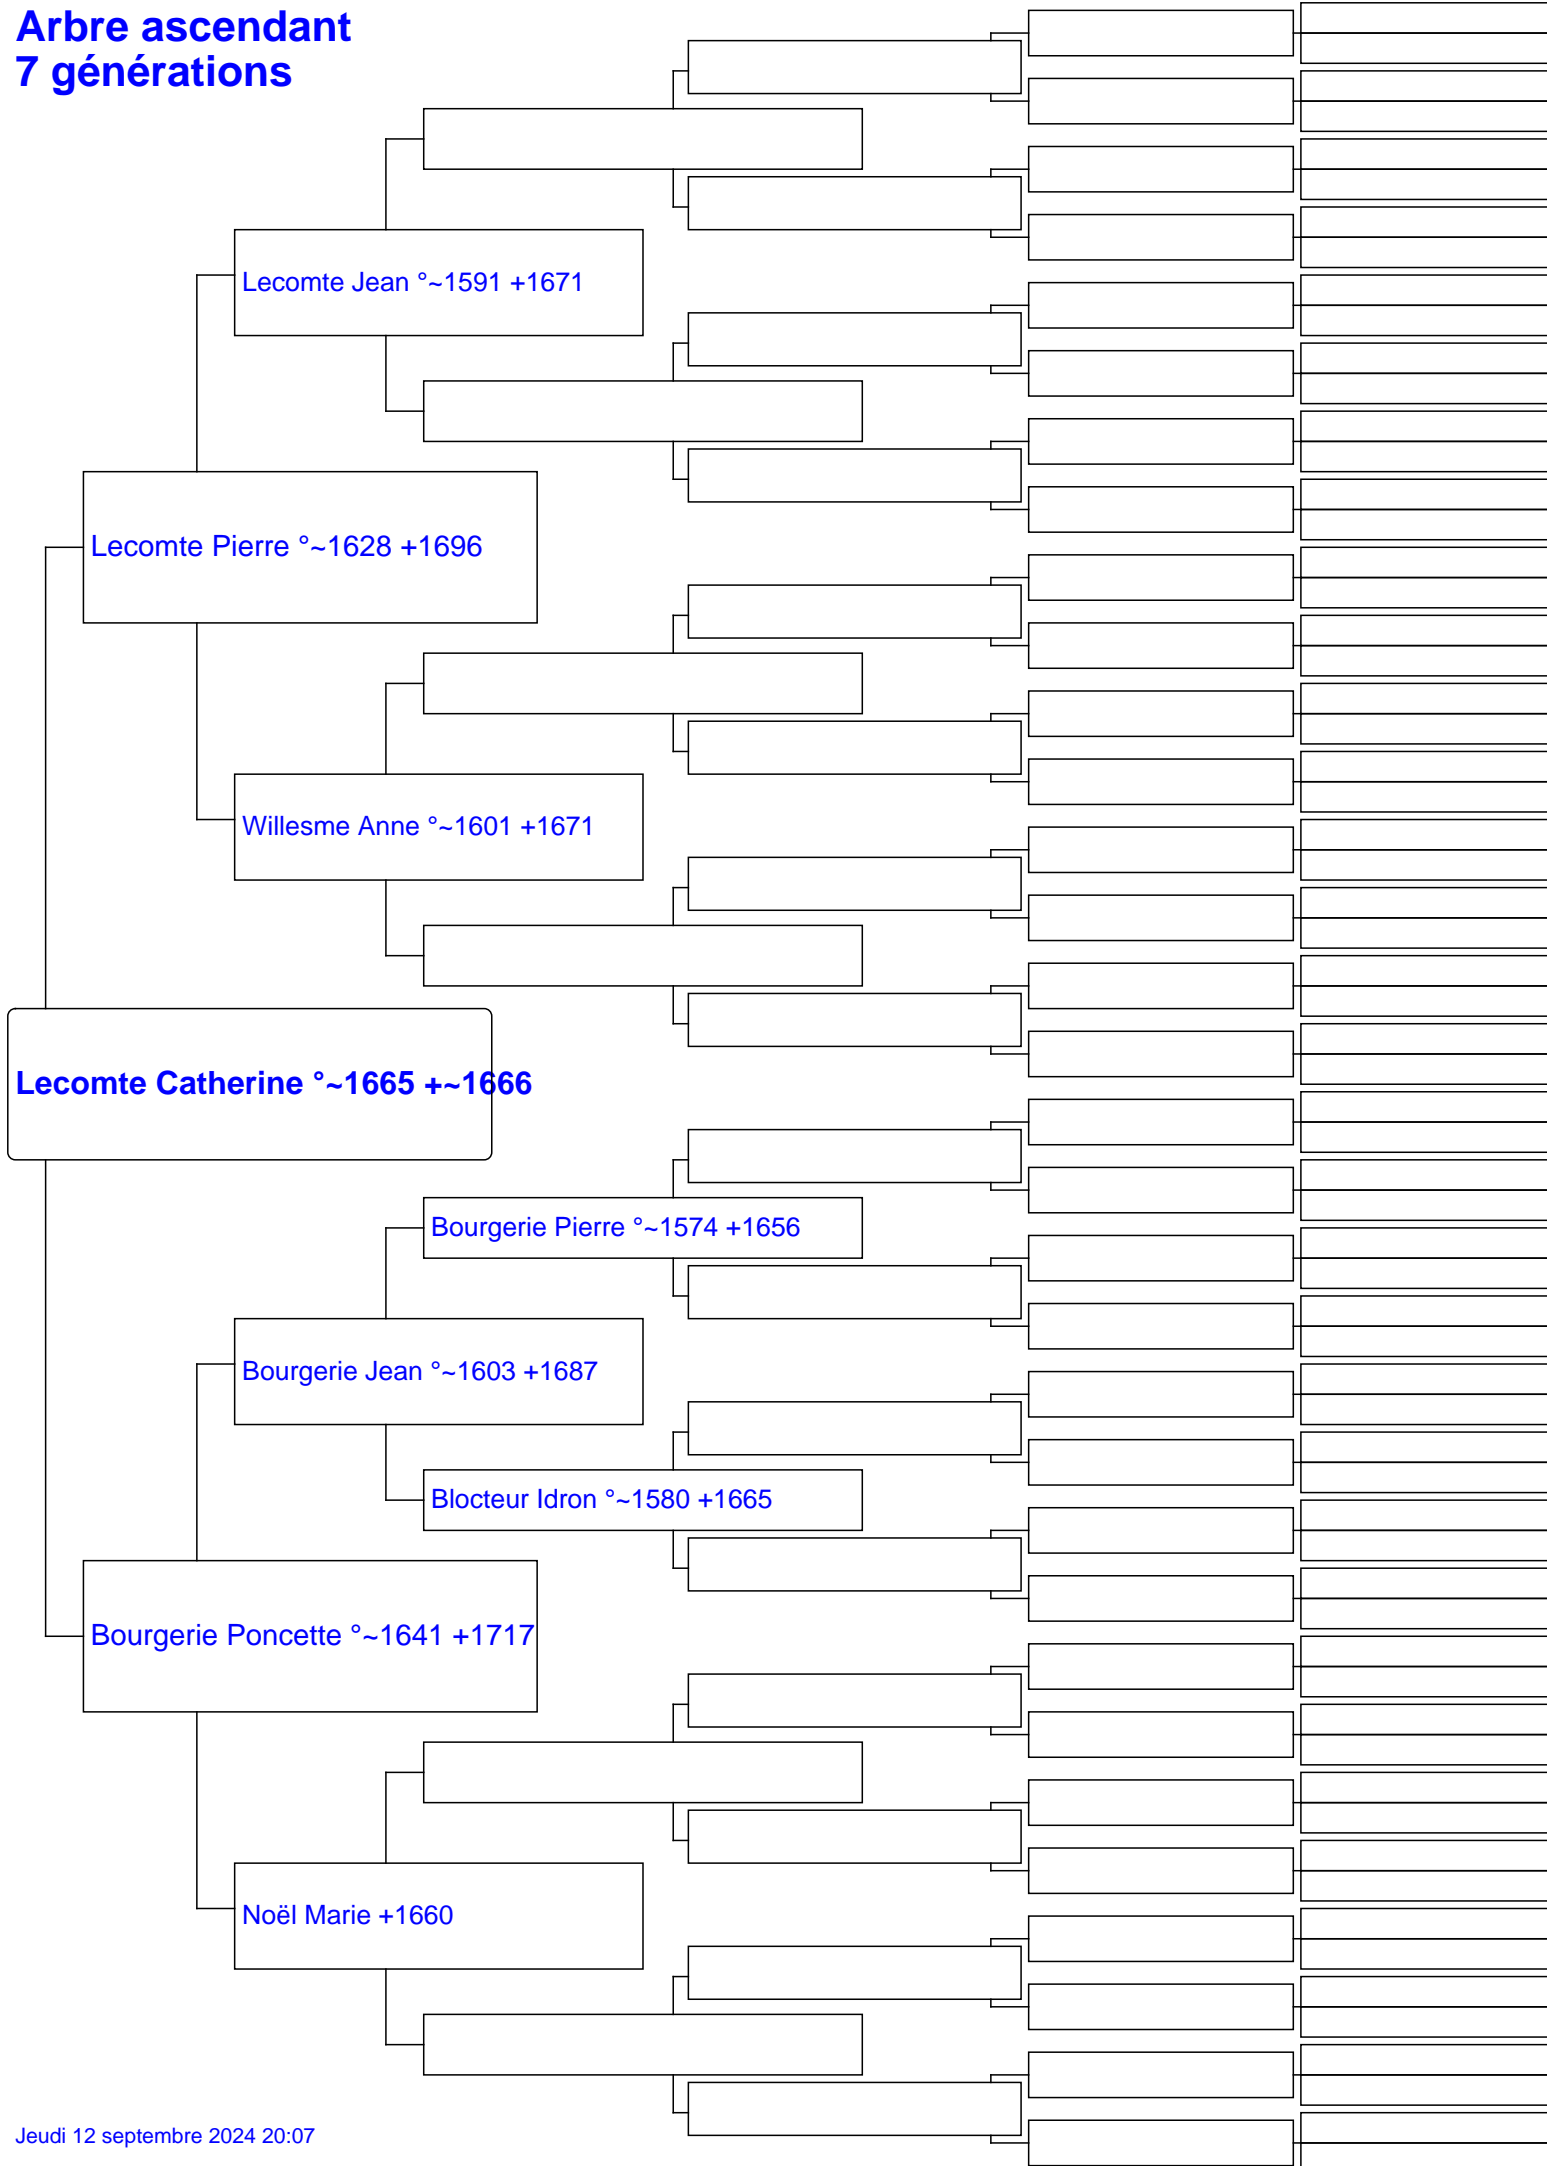 Arbre ascendant
7 générations
Lecomte Jean °~1591 +1671
Lecomte Pierre °~1628 +1696
Willesme Anne °~1601 +1671
Lecomte Catherine °~1665 +~1666
Bourgerie Pierre °~1574 +1656
Bourgerie Jean °~1603 +1687
Blocteur Idron °~1580 +1665
Bourgerie Poncette °~1641 +1717
Noël Marie +1660
Jeudi 12 septembre 2024 20:07